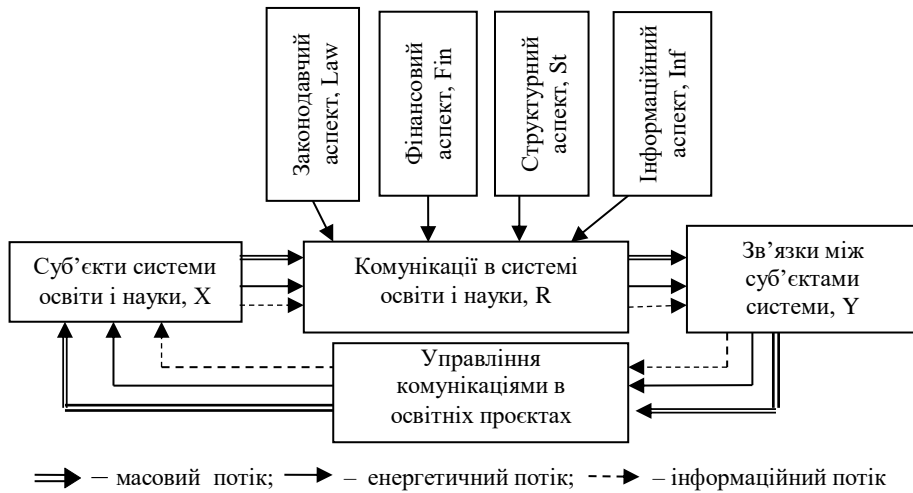 Законодавчий
аспект, Law
Фінансовий
аспект, Fin
Структурний
аспект, St
Інформаційний
аспект, Inf
Суб’єкти системи
освіти і науки, X
Комунікації в системі
освіти і науки, R
Зв’язки між
суб’єктами
системи, Y
Управління
комунікаціями в
освітніх проєктах
– масовий потік; – енергетичний потік; – інформаційний потік